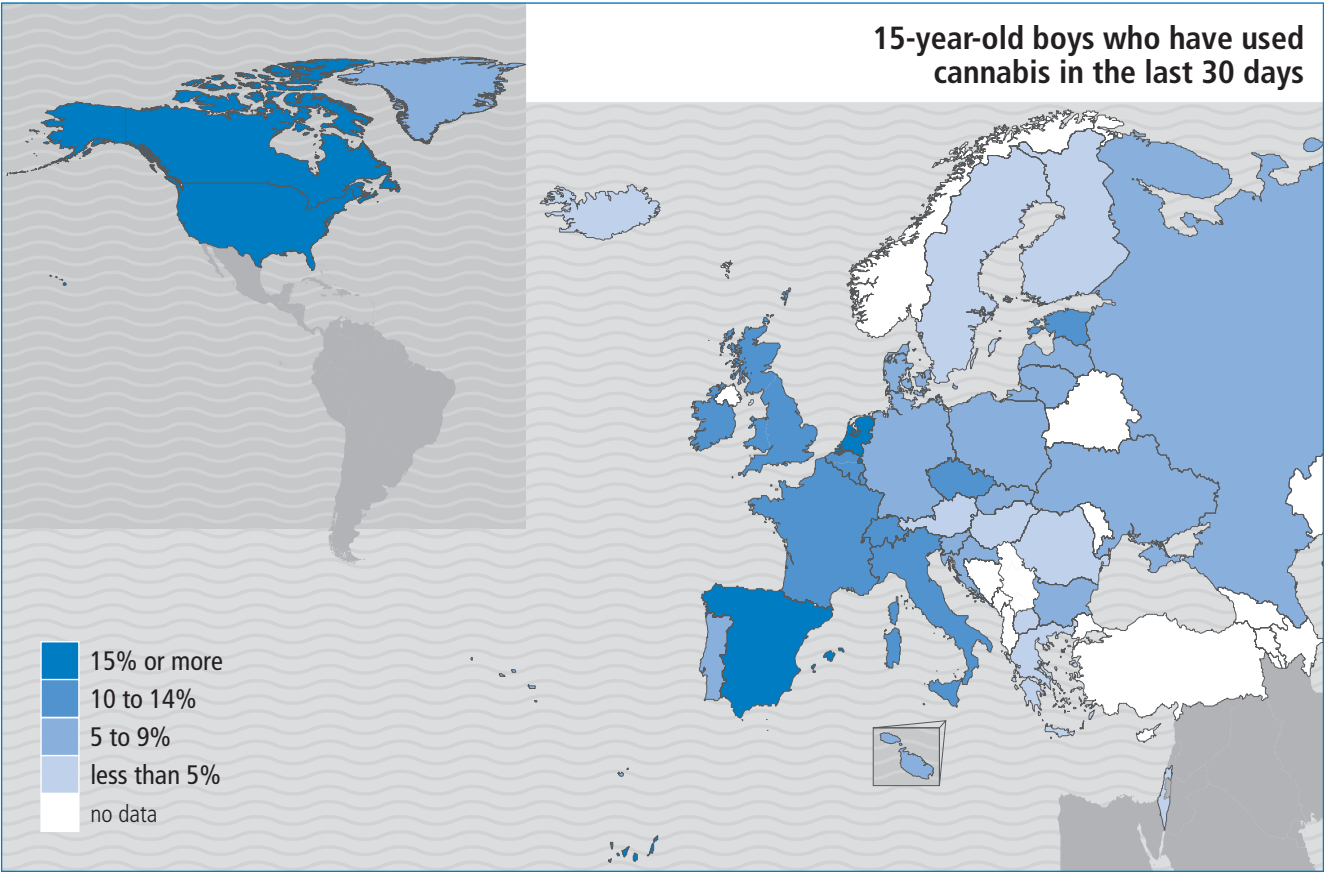 15-year-old boys who have used
cannabis in the last 30 days
15% or more
10 to 14%
5 to 9%
less than 5%
no data